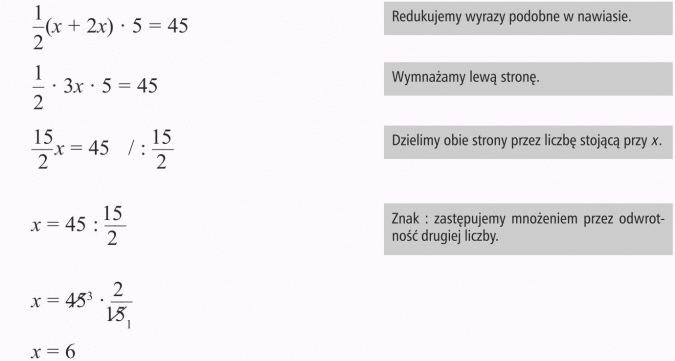 1/2(x + 2x) · 5 = 45
Redukujemy wyrazy podobne w nawiasie.
1/2 · 3x · 5 = 45
Wymnażamy lewą stronę.
15/2 x = 45 / : 15/2
Dzielimy obie strony przez liczbę stojącą przy x.
x = 45 : 15/2
Znak : zastępujemy mnożeniem przez odwrot-
ność drugiej liczby.
x = 45³ · 2/15₁
x = 6